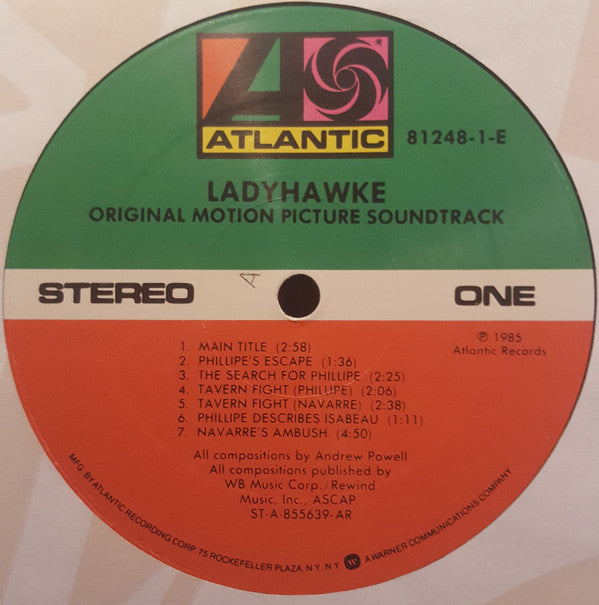 ATLANTIC
81248-1-E
LADYHAWKE
ORIGINAL MOTION PICTURE SOUNDTRACK
STEREO
A
ONE
℗ 1985
Atlantic Records
1. MAIN TITLE (2:58)
2. PHILLIPE'S ESCAPE (1:36)
3. THE SEARCH FOR PHILLIPE (2:25)
4. TAVERN FIGHT (PHILLIPE) (2:06)
5. TAVERN FIGHT (NAVARRE) (2:38)
6. PHILLIPE DESCRIBES ISABEAU (1:11)
7. NAVARRE'S AMBUSH (4:50)
All compositions by Andrew Powell
All compositions published by
WB Music Corp./Rewind
Music, Inc., ASCAP.
ST-A-855639-AR
MFG. BY ATLANTIC RECORDING CORP. 75 ROCKEFELLER PLAZA, N.Y. N.Y. W A WARNER COMMUNICATIONS COMPANY